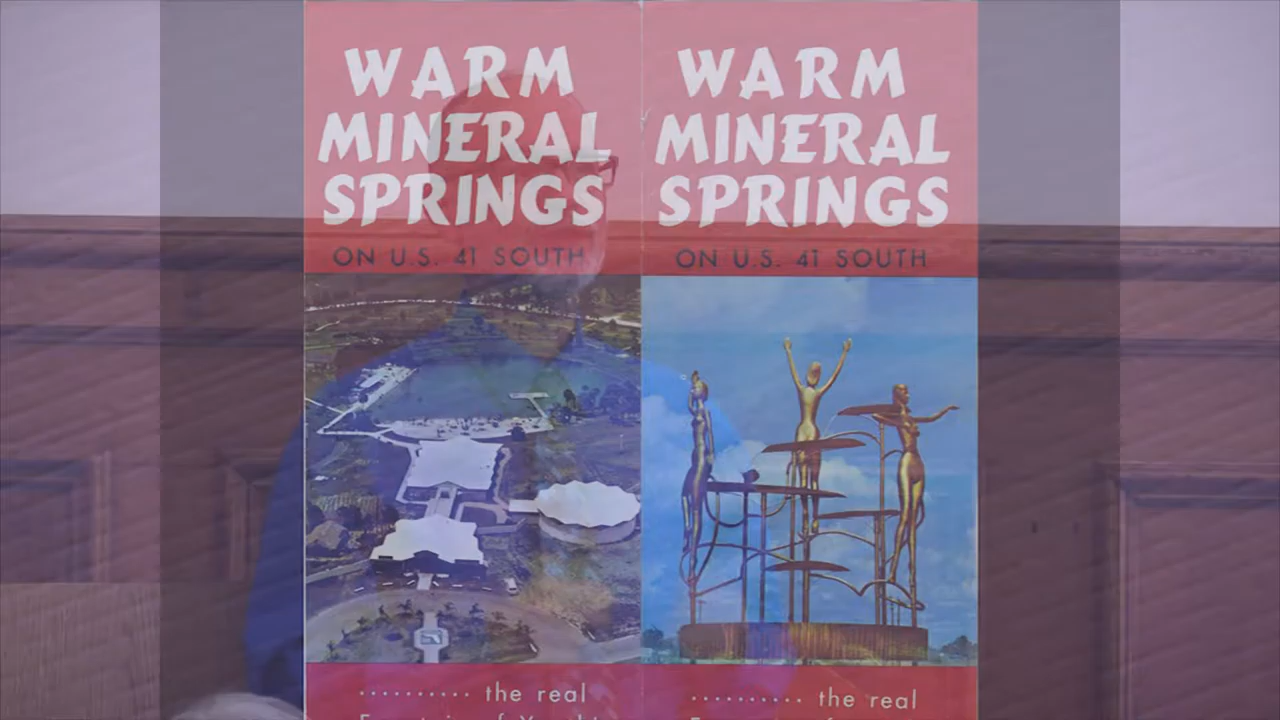 WARM
MINERAL
SPRINGS
ON U.S. 41 SOUTH
.......... the real
WARM
MINERAL
SPRINGS
ON U.S. 41 SOUTH
.......... the real